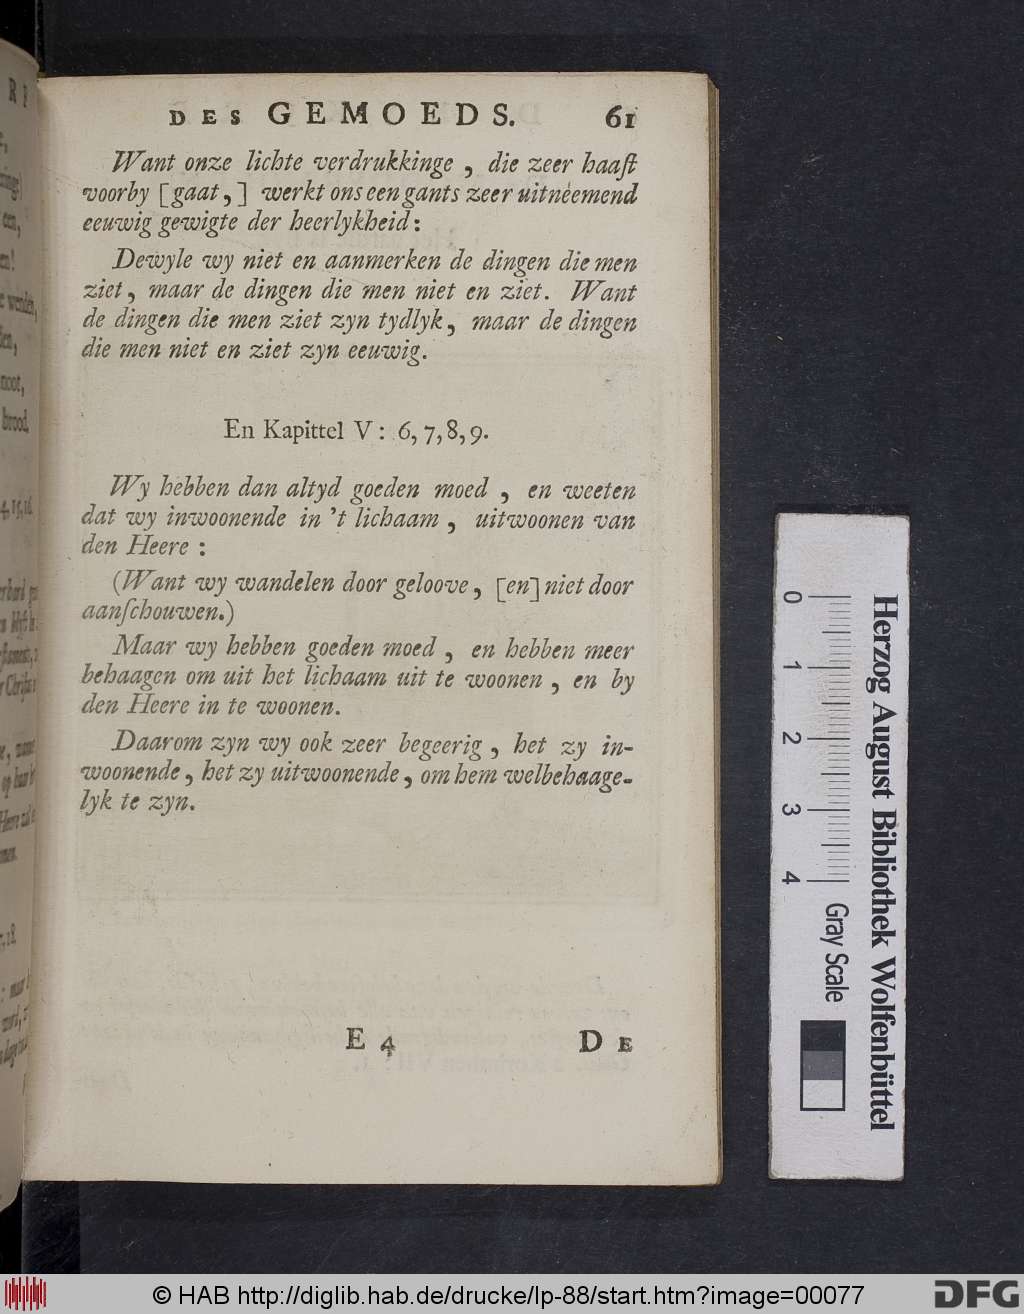 DES GEMOEDS. 61
Want onze lichte verdrukkinge, die zeer haaſt
voorby [gaat,] werkt ons een gants zeer uitneemend
eeuwig gewigte der heerlykheid:
Dewyle wy niet en aanmerken de dingen die men
ziet, maar de dingen die men niet en ziet. Want
de dingen die men ziet zyn tydlyk, maar de dingen
die men niet en ziet zyn eeuwig.
En Kapittel V: 6, 7, 8, 9.
Wy hebben dan altyd goeden moed, en weeten
dat wy inwoonende in 't lichaam, uitwoonen van
den Heere:
(Want wy wandelen door geloove, [en] niet door
aanſchouwen.)
Maar wy hebben goeden moed, en hebben meer
behaagen om uit het lichaam uit te woonen, en by
den Heere in te woonen.
Daarom zyn wy ook zeer begeerig, het zy in-
woonende, het zy uitwoonende, om hem welbehaage-
lyk te zyn.
E 4 DE
0 1 2 3 4 Gray Scale
Herzog August Bibliothek Wolfenbüttel
© HAB http://diglib.hab.de/drucke/lp-88/start.htm?image=00077
DFG